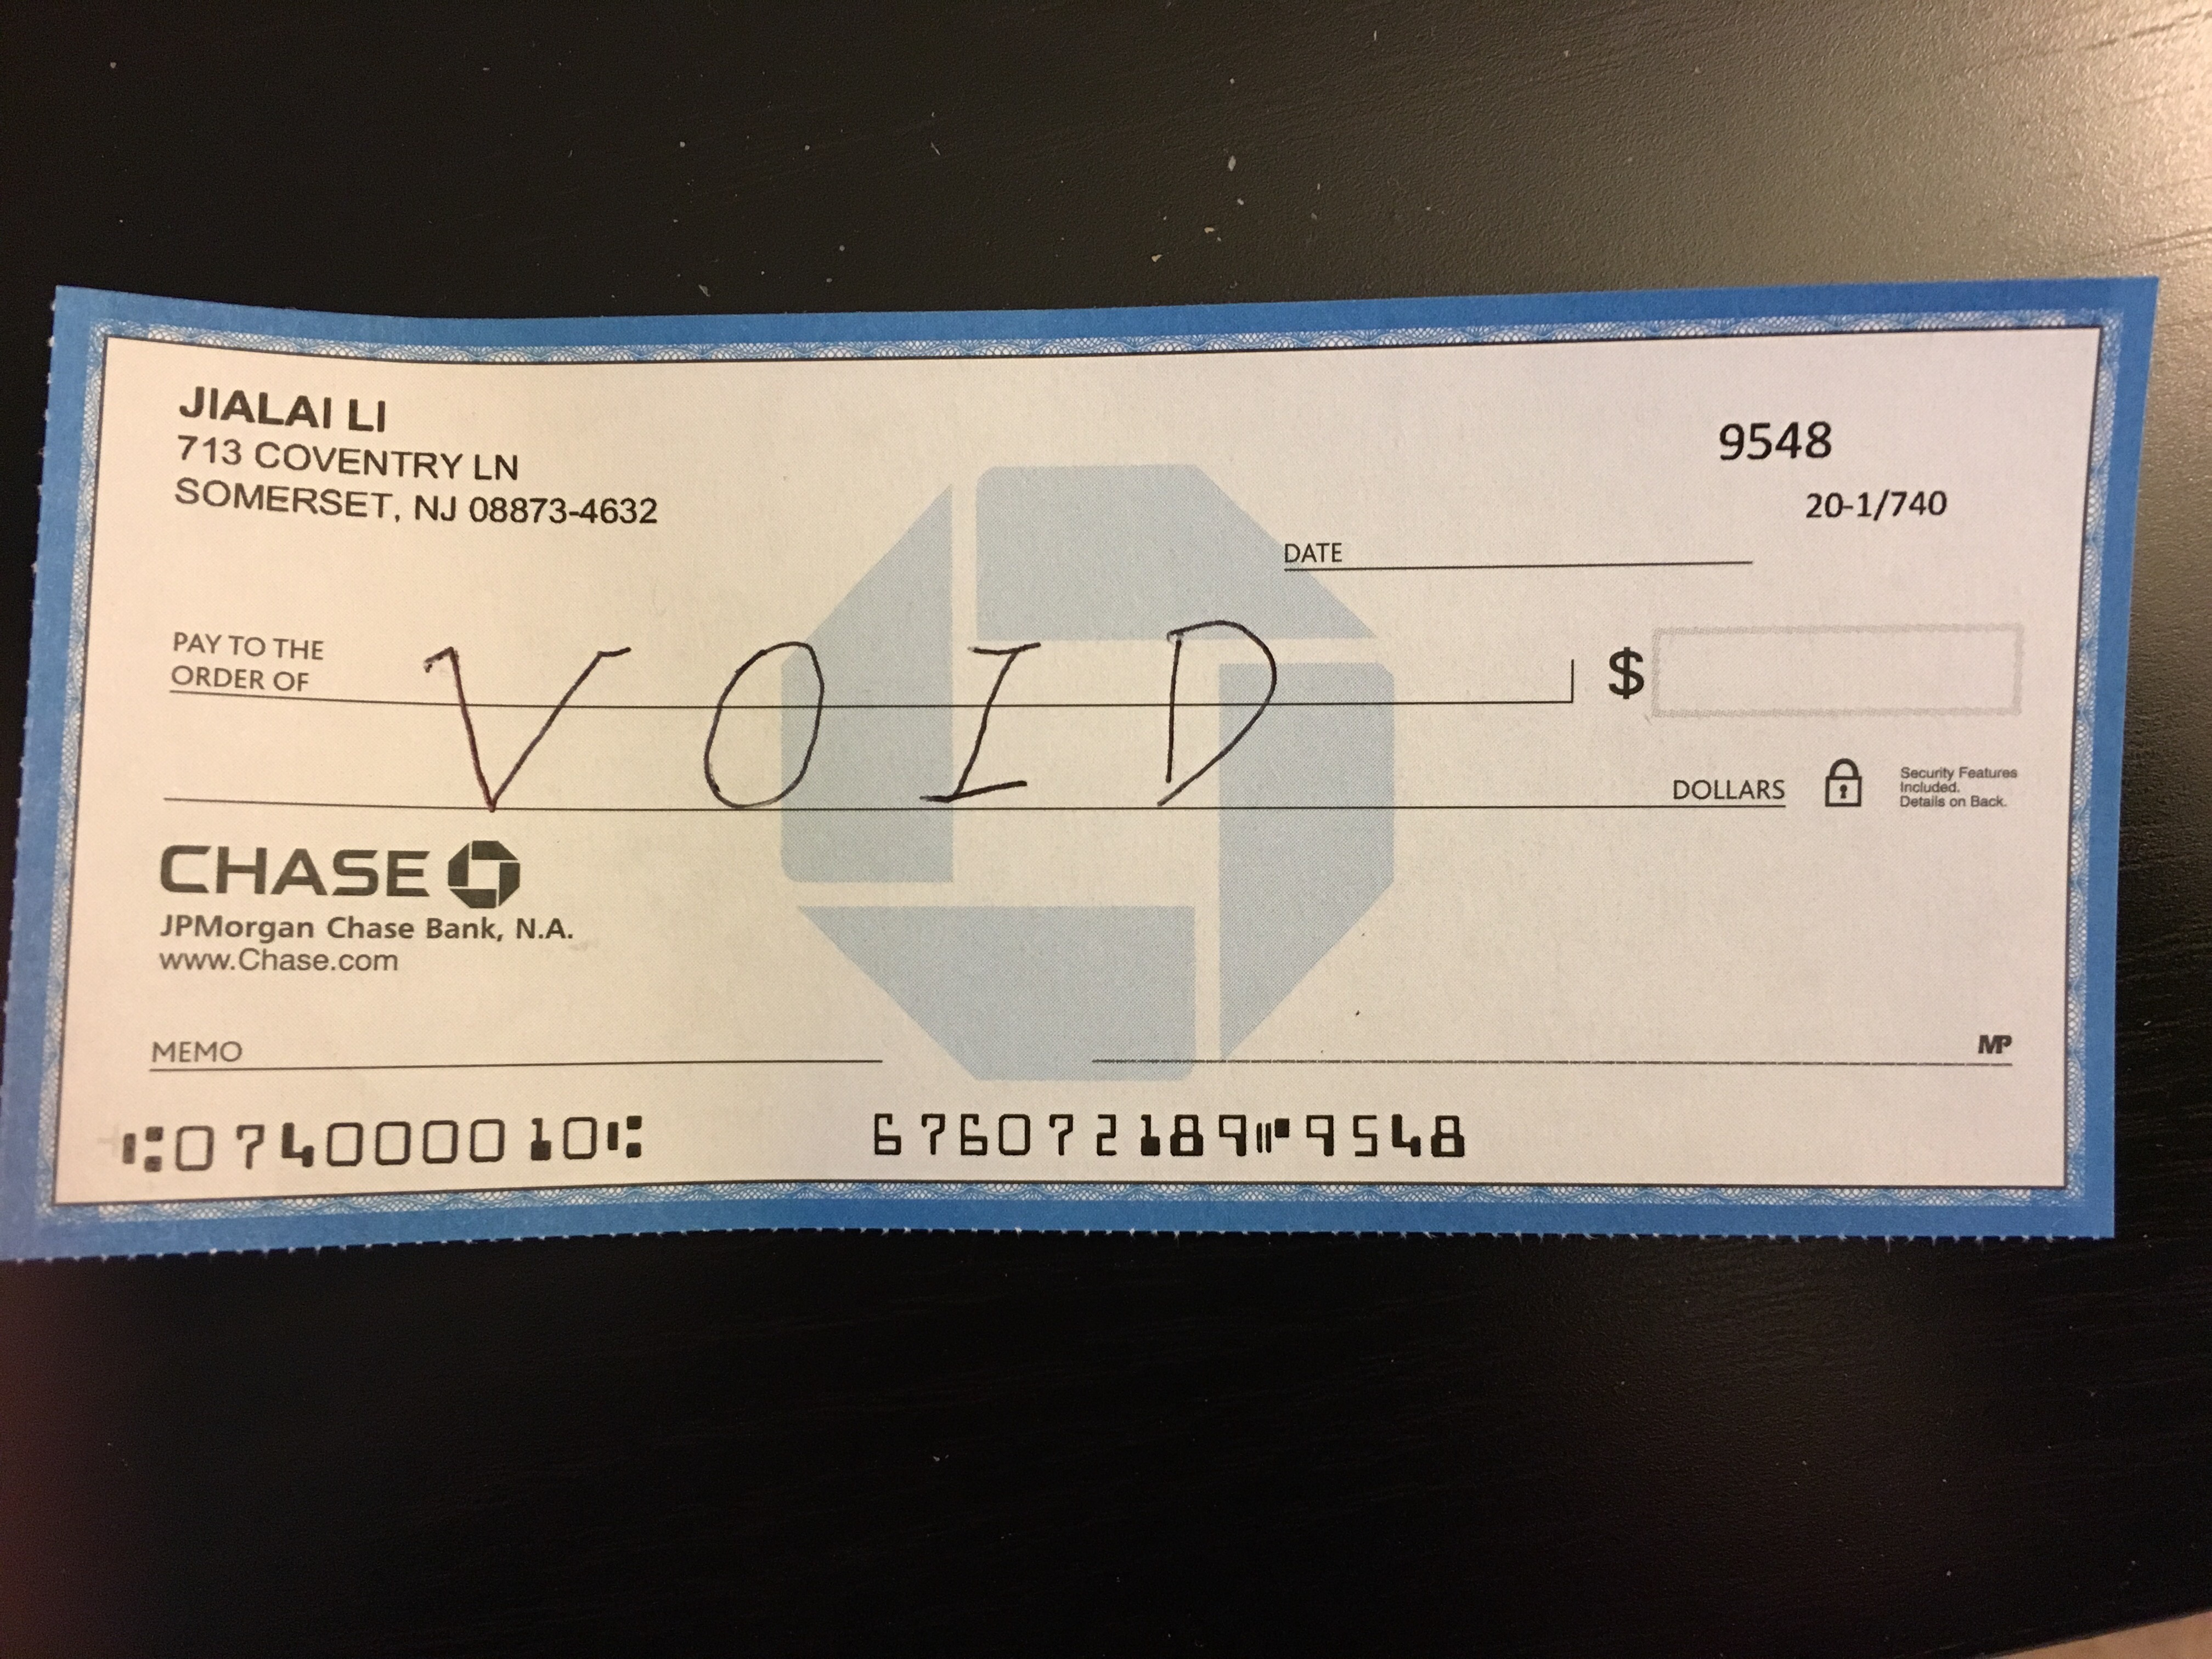 JIALAI LI
713 COVENTRY LN
SOMERSET, NJ 08873-4632
9548
20-1/740
DATE
PAY TO THE
ORDER OF
VOID
$
DOLLARS
Security Features
Included.
Details on Back.
CHASE
JPMorgan Chase Bank, N.A.
www.Chase.com
MEMO
MP
⑆074000010⑆ 676072189⑈9548